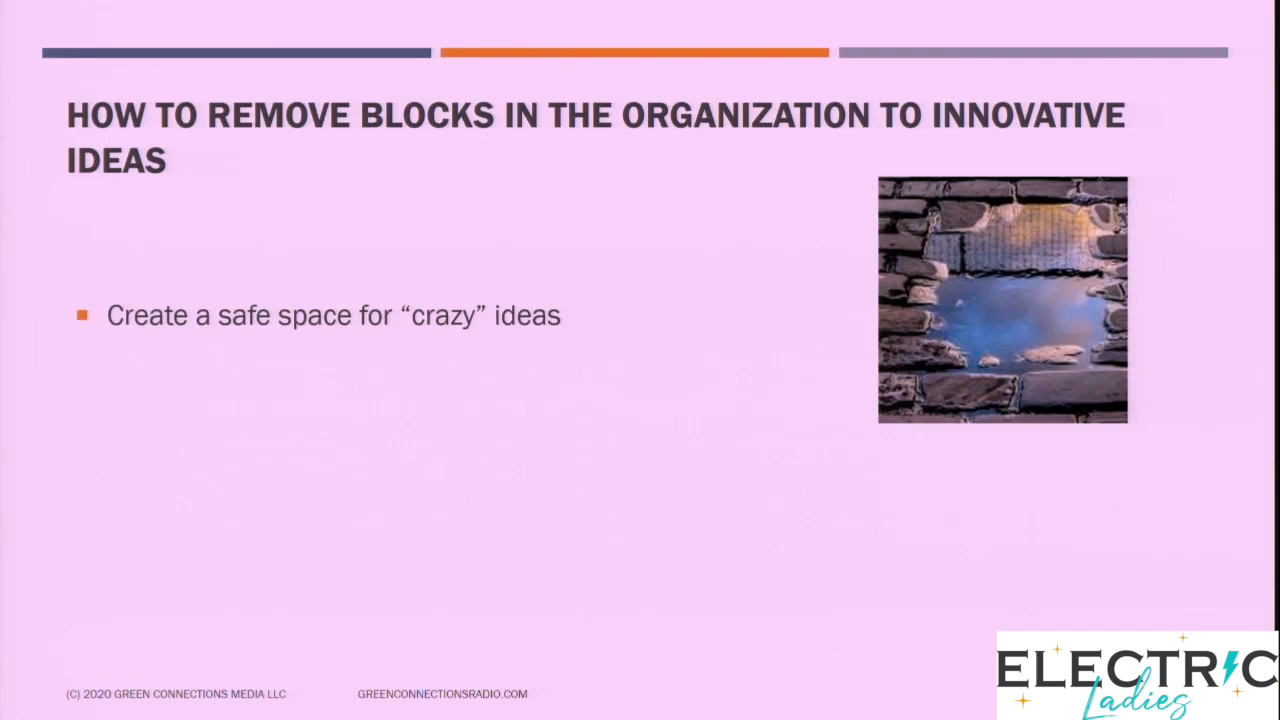 HOW TO REMOVE BLOCKS IN THE ORGANIZATION TO INNOVATIVE
IDEAS
Create a safe space for “crazy” ideas
(C) 2020 GREEN CONNECTIONS MEDIA LLC
GREENCONNECTIONSRADIO.COM
ELECTRIC
Ladies